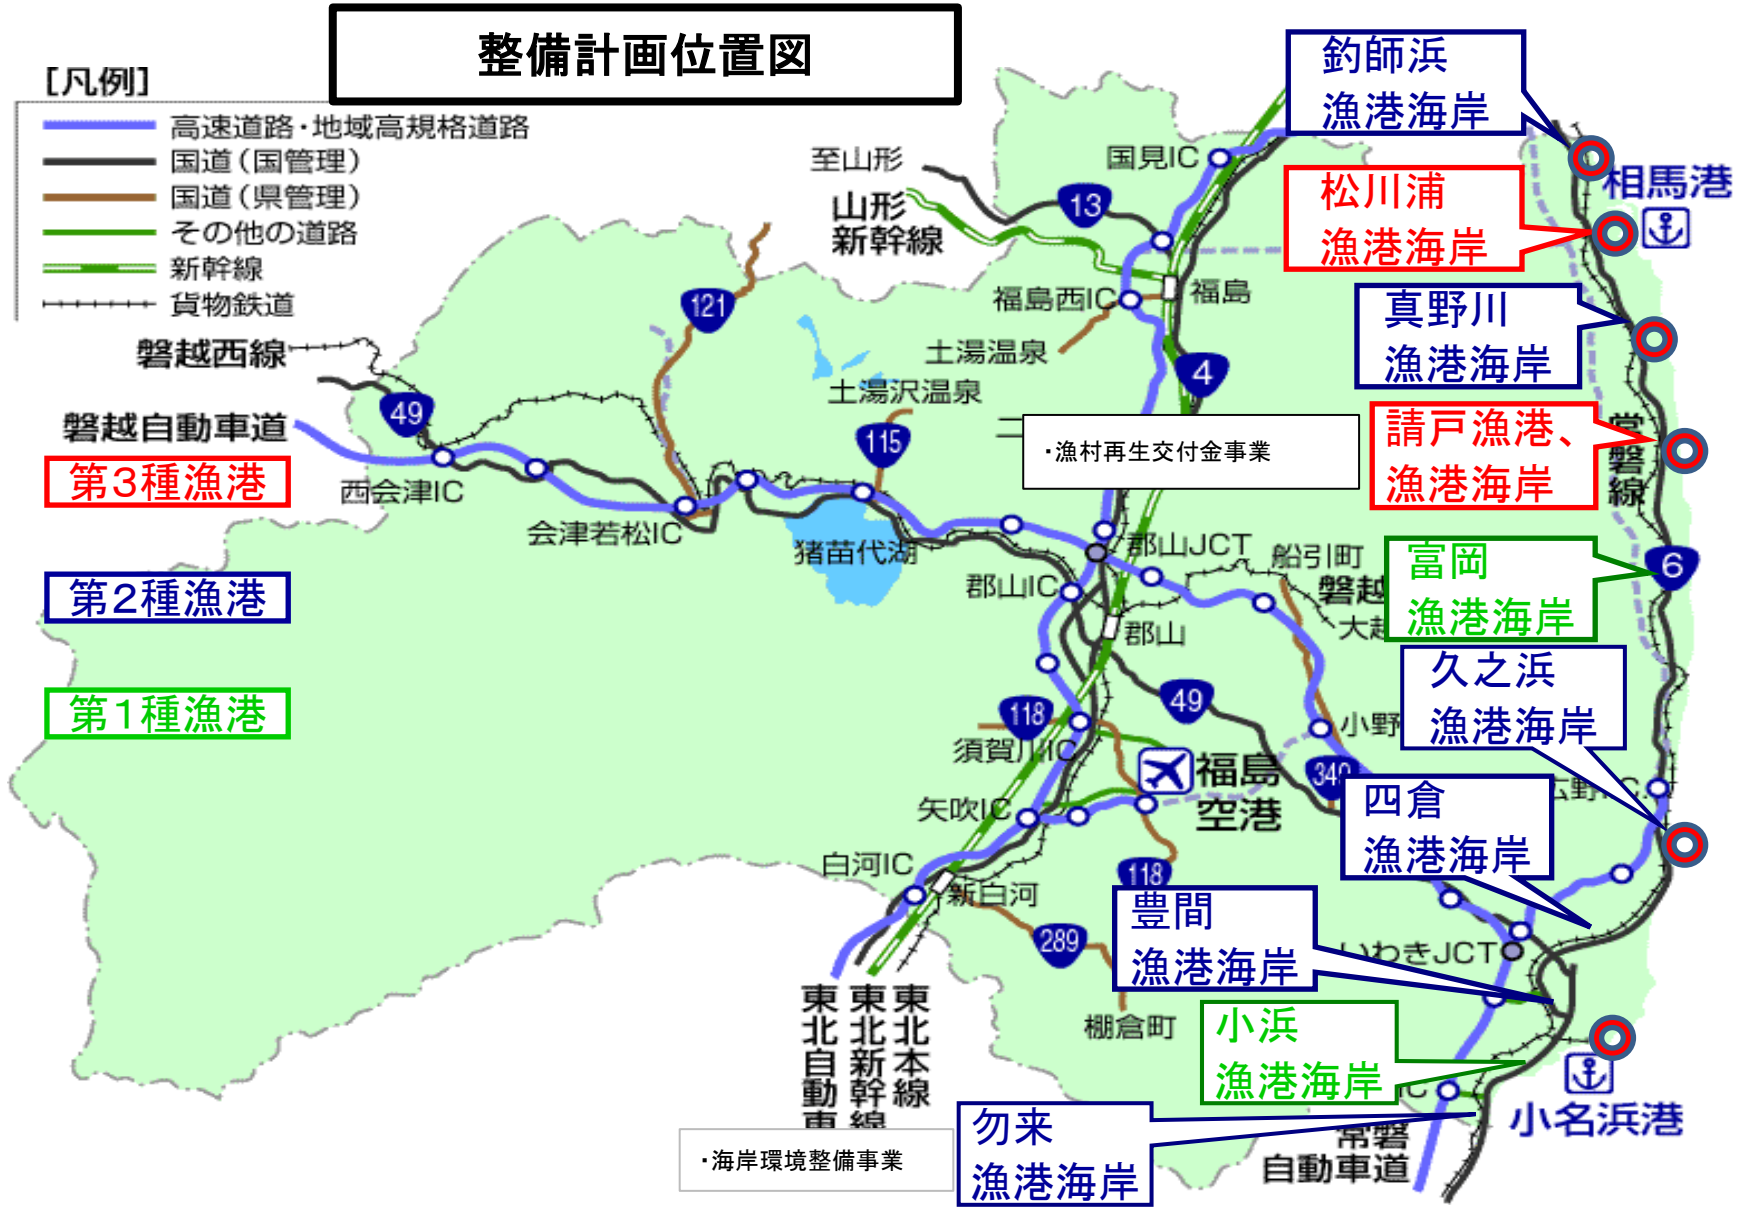 整備計画位置図
[凡例]
高速道路・地域高規格道路
国道(国管理)
国道(県管理)
その他の道路
新幹線
貨物鉄道
釣師浜
漁港海岸
相馬港
松川浦
漁港海岸
真野川
漁港海岸
請戸漁港、
漁港海岸
常磐線
富岡
漁港海岸
6
久之浜
漁港海岸
四倉
漁港海岸
豊間
漁港海岸
小浜
漁港海岸
勿来
漁港海岸
小名浜港
第3種漁港
第2種漁港
第1種漁港
・漁村再生交付金事業
・海岸環境整備事業
至山形
山形
新幹線
13
国見IC
福島西IC
福島
土湯温泉
4
121
磐越西線
49
磐越自動車道
西会津IC
会津若松IC
土湯沢温泉
115
猪苗代湖
郡山JCT
郡山IC
郡山
船引町
磐越
大越
49
118
須賀川IC
小野
349
福島
空港
矢吹IC
白河IC
新白河
118
289
棚倉町
広野IC
いわきJCT
IC
東北自動車
東北新幹線
東北本線
常磐
自動車道